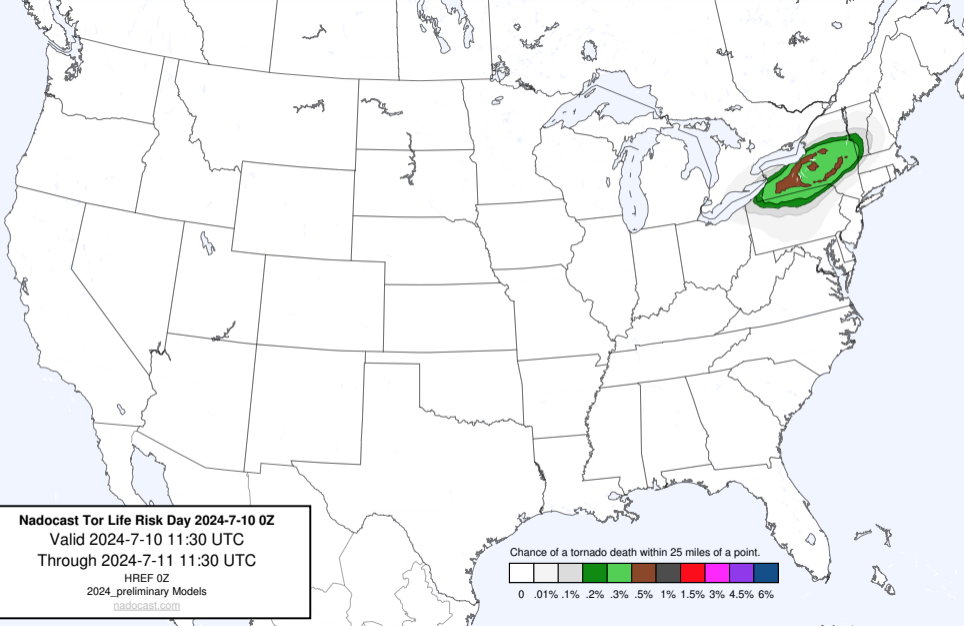 Nadocast Tor Life Risk Day 2024-7-10 0Z
Valid 2024-7-10 11:30 UTC
Through 2024-7-11 11:30 UTC
HREF 0Z
2024_preliminary Models
nadocast.com
Chance of a tornado death within 25 miles of a point.
0 .01% .1% .2% .3% .5% 1% 1.5% 3% 4.5% 6%